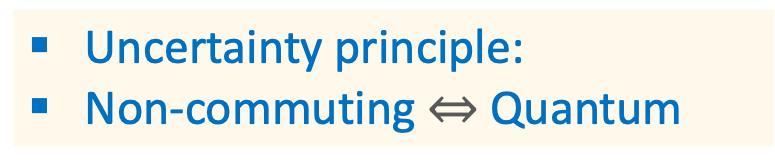 ▪ Uncertainty principle:
▪ Non-commuting ⇔ Quantum